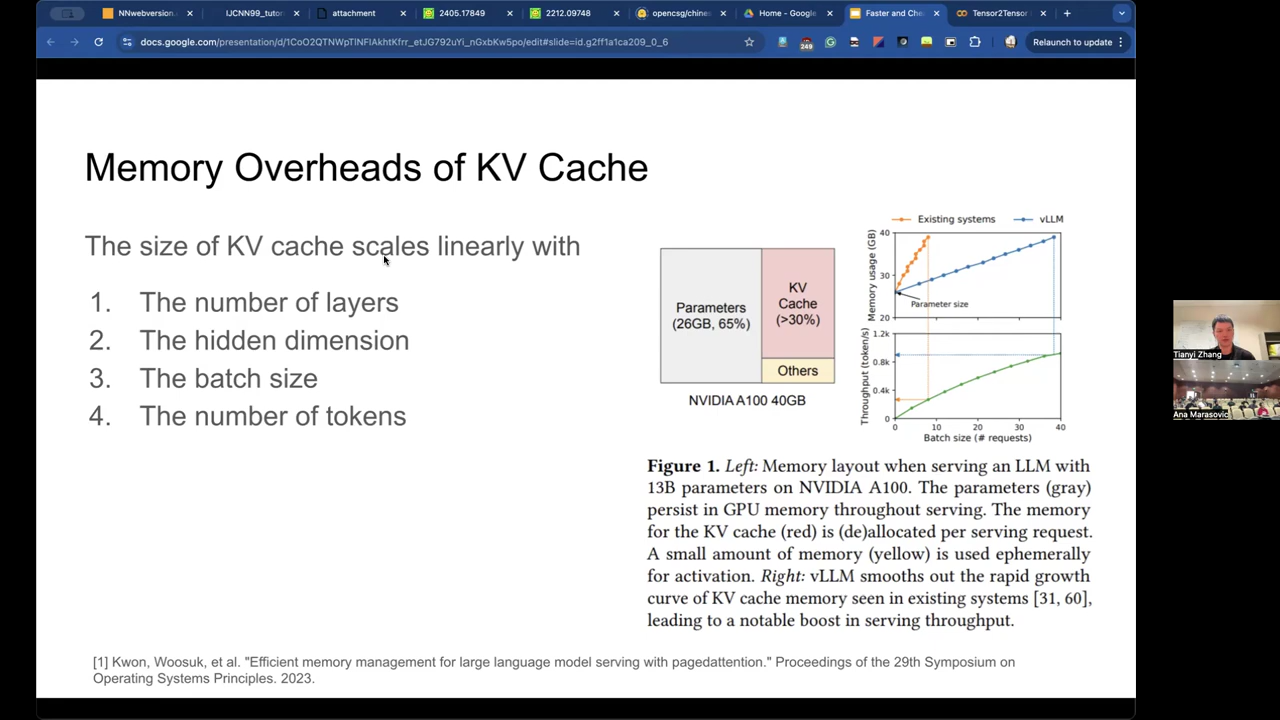 NNwebversion.
IJCNN99_tuto
attachment
2405.17849
2212.09748
opencsg/chine
Home - Google
Faster and Che
Tensor2Tensor
docs.google.com/presentation/d/1CoO2QTNWpTlNFIAkhtKfrr_etJG792uYi_nGxbKw5po/edit#slide=id.g2ff1a1ca209_0_6
249
Relaunch to update
Memory Overheads of KV Cache
The size of KV cache scales linearly with
1. The number of layers
2. The hidden dimension
3. The batch size
4. The number of tokens
Parameters
(26GB, 65%)
KV
Cache
(>30%)
Others
NVIDIA A100 40GB
Existing systems
vLLM
Memory usage (GB)
40
30
20
Parameter size
Throughput (token/s)
1.2k
0.8k
0.4k
0
0 10 20 30 40
Batch size (# requests)
Figure 1. Left: Memory layout when serving an LLM with
13B parameters on NVIDIA A100. The parameters (gray)
persist in GPU memory throughout serving. The memory
for the KV cache (red) is (de)allocated per serving request.
A small amount of memory (yellow) is used ephemerally
for activation. Right: vLLM smooths out the rapid growth
curve of KV cache memory seen in existing systems [31, 60],
leading to a notable boost in serving throughput.
[1] Kwon, Woosuk, et al. "Efficient memory management for large language model serving with pagedattention." Proceedings of the 29th Symposium on
Operating Systems Principles. 2023.
Tianyi Zhang
Ana Marasovic